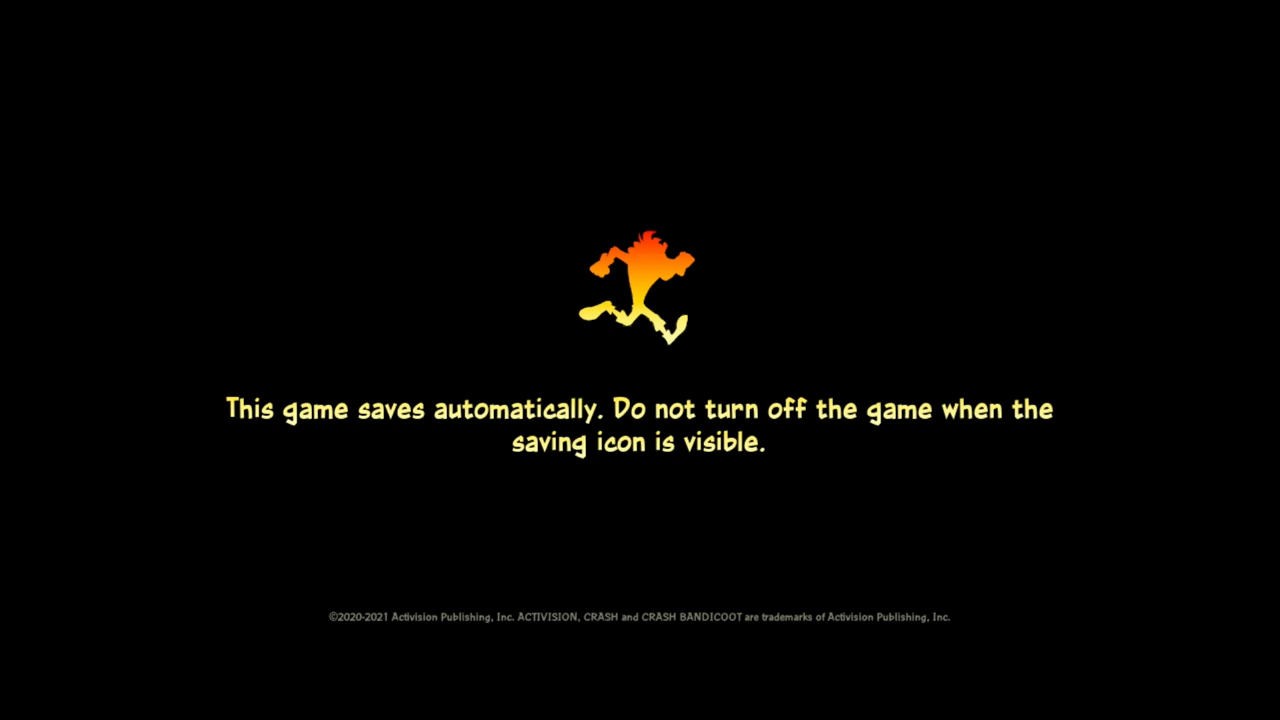 This game saves automatically. Do not turn off the game when the
saving icon is visible.
©2020-2021 Activision Publishing, Inc. ACTIVISION, CRASH and CRASH BANDICOOT are trademarks of Activision Publishing, Inc.